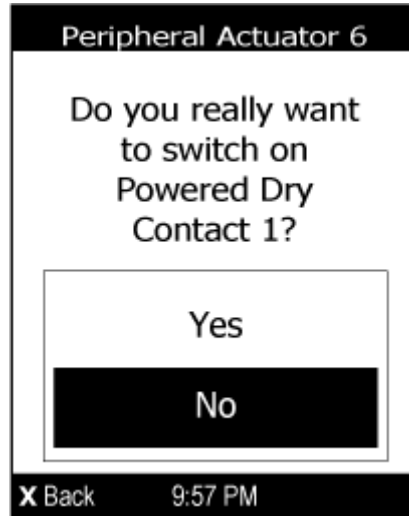 Peripheral Actuator 6
Do you really want
to switch on
Powered Dry
Contact 1?
Yes
No
X Back 9:57 PM